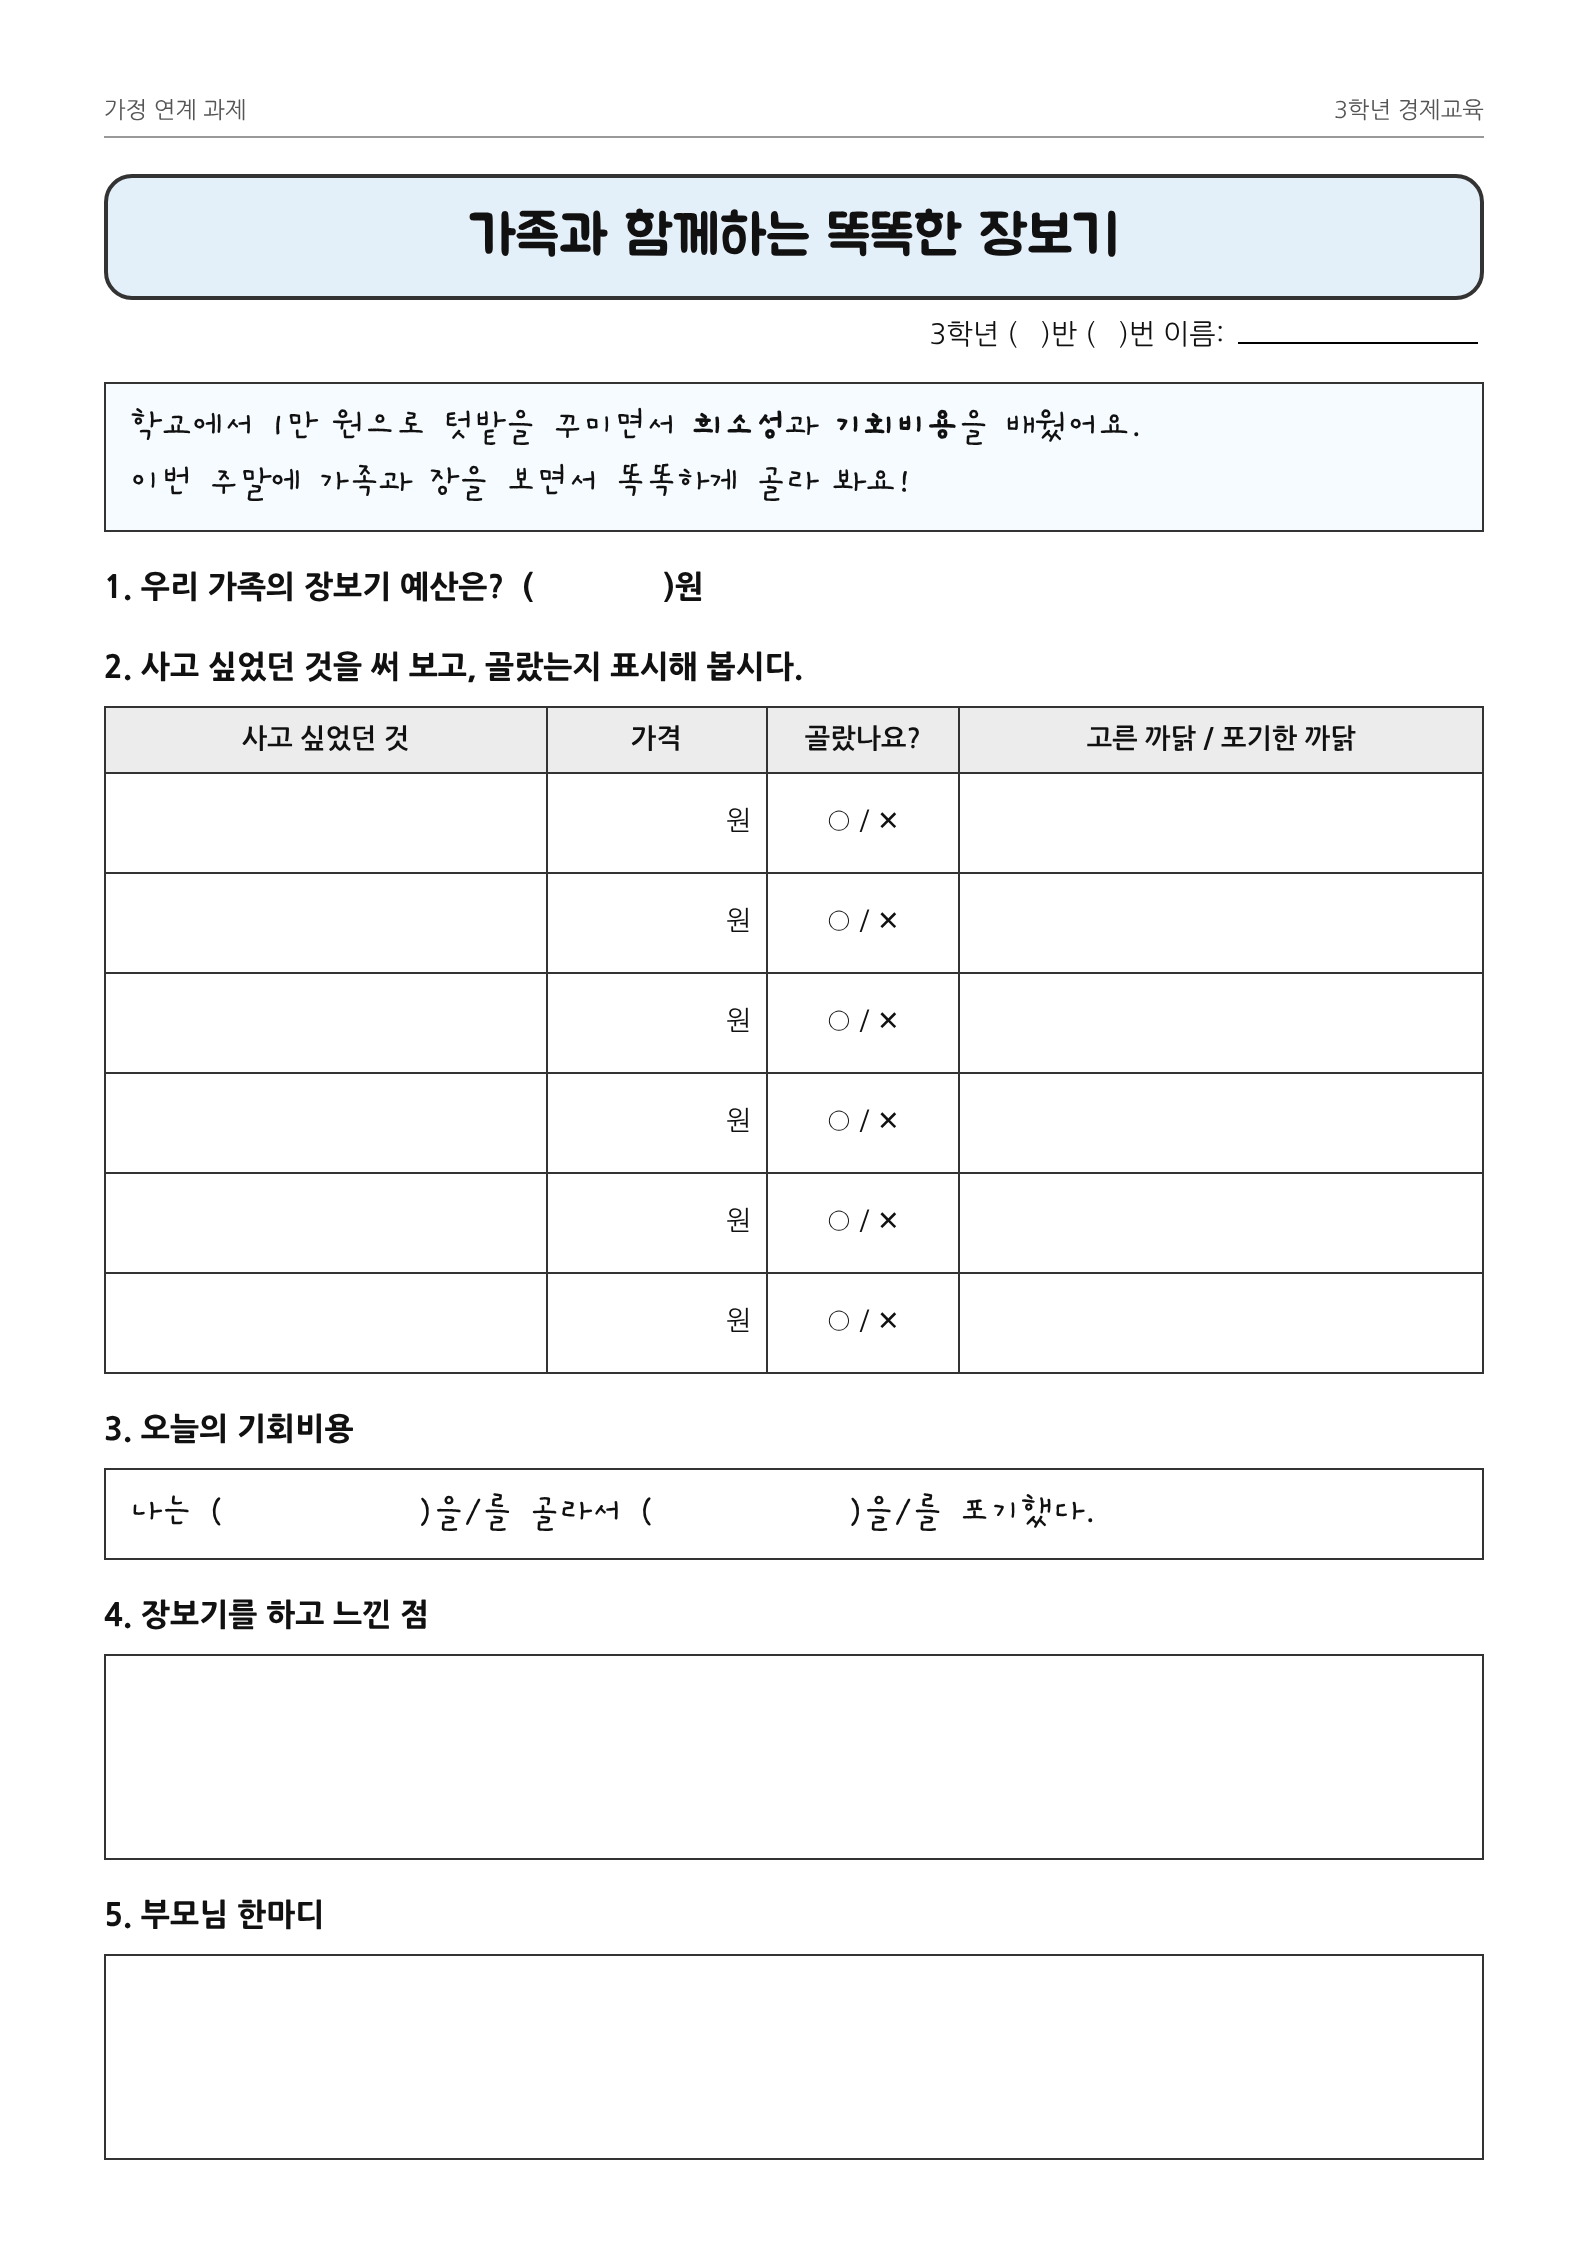 가정 연계 과제
3학년 경제교육
가족과 함께하는 똑똑한 장보기
3학년 ( )반 ( )번 이름:
학교에서 1만 원으로 텃밭을 꾸미면서 희소성과 기회비용을 배웠어요.
이번 주말에 가족과 장을 보면서 똑똑하게 골라 봐요!
1. 우리 가족의 장보기 예산은? ( )원
2. 사고 싶었던 것을 써 보고, 골랐는지 표시해 봅시다.
사고 싶었던 것 가격 골랐나요? 고른 까닭 / 포기한 까닭
원 ○ / ✕
원 ○ / ✕
원 ○ / ✕
원 ○ / ✕
원 ○ / ✕
원 ○ / ✕
3. 오늘의 기회비용
나는 ( )을/를 골라서 ( )을/를 포기했다.
4. 장보기를 하고 느낀 점
5. 부모님 한마디